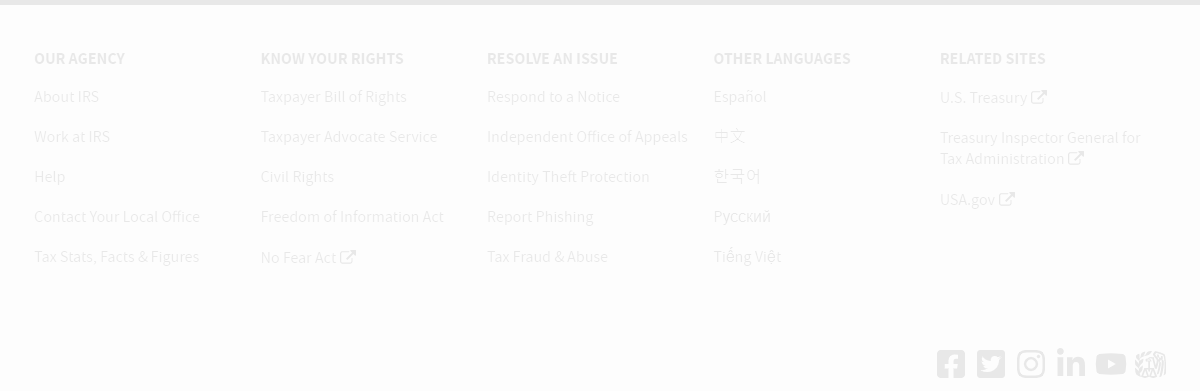 OUR AGENCY
About IRS
Work at IRS
Help
Contact Your Local Office
Tax Stats, Facts & Figures
KNOW YOUR RIGHTS
Taxpayer Bill of Rights
Taxpayer Advocate Service
Civil Rights
Freedom of Information Act
No Fear Act
RESOLVE AN ISSUE
Respond to a Notice
Independent Office of Appeals
Identity Theft Protection
Report Phishing
Tax Fraud & Abuse
OTHER LANGUAGES
Español
中文
한국어
Русский
Tiếng Việt
RELATED SITES
U.S. Treasury
Treasury Inspector General for
Tax Administration
USA.gov